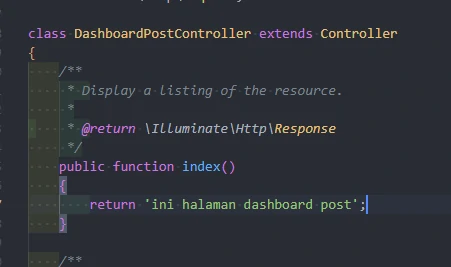 class DashboardPostController extends Controller
{
/**
* Display a listing of the resource.
*
* @return \Illuminate\Http\Response
*/
public function index()
{
return 'ini halaman dashboard post';
}
/**